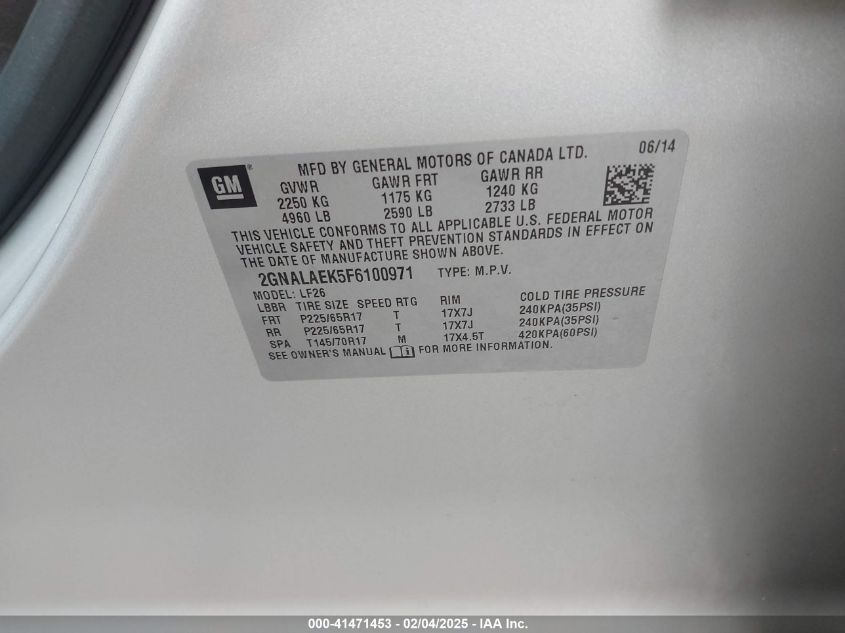 GM®
MFD BY GENERAL MOTORS OF CANADA LTD. 06/14
GVWR GAWR FRT GAWR RR
2250 KG 1175 KG 1240 KG
4960 LB 2590 LB 2733 LB
THIS VEHICLE CONFORMS TO ALL APPLICABLE U.S. FEDERAL MOTOR
VEHICLE SAFETY AND THEFT PREVENTION STANDARDS IN EFFECT ON
THE DATE OF MANUFACTURE SHOWN ABOVE.
2GNALAEK5F6100971 TYPE: M.P.V.
MODEL: LF26
LBBR TIRE SIZE SPEED RTG RIM COLD TIRE PRESSURE
FRT P225/65R17 T 17X7J 240KPA(35PSI)
RR P225/65R17 T 17X7J 240KPA(35PSI)
SPA T145/70R17 M 17X4.5T 420KPA(60PSI)
SEE OWNER'S MANUAL FOR MORE INFORMATION.
000-41471453 - 02/04/2025 - IAA Inc.